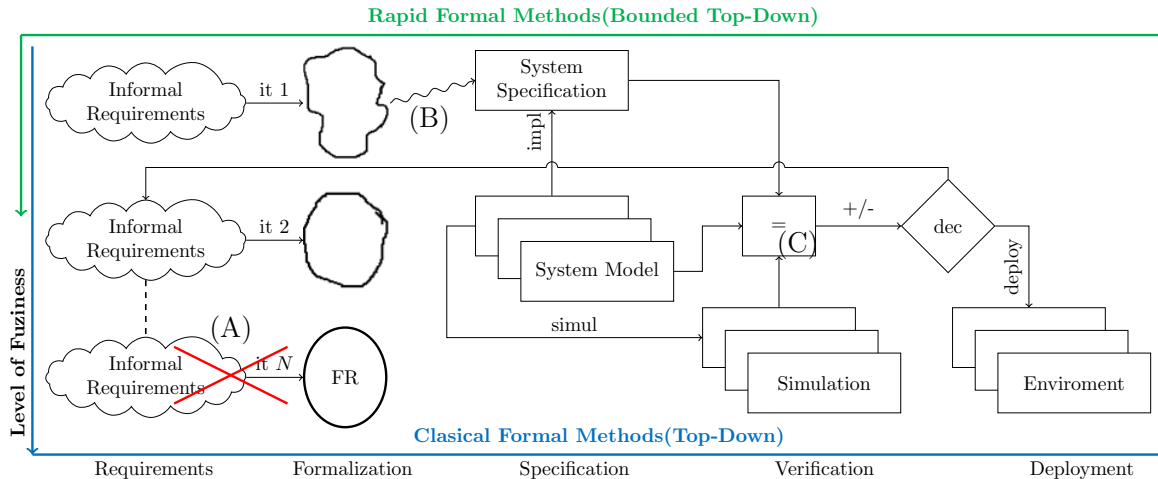 Rapid Formal Methods(Bounded Top-Down)
Informal
Requirements
it 1
(B)
System
Specification
impl
Informal
Requirements
it 2
System Model
=
(C)
+/-
dec
deploy
simul
Simulation
Enviroment
(A)
Informal
Requirements
it N
FR
Level of Fuziness
Clasical Formal Methods(Top-Down)
Requirements
Formalization
Specification
Verification
Deployment